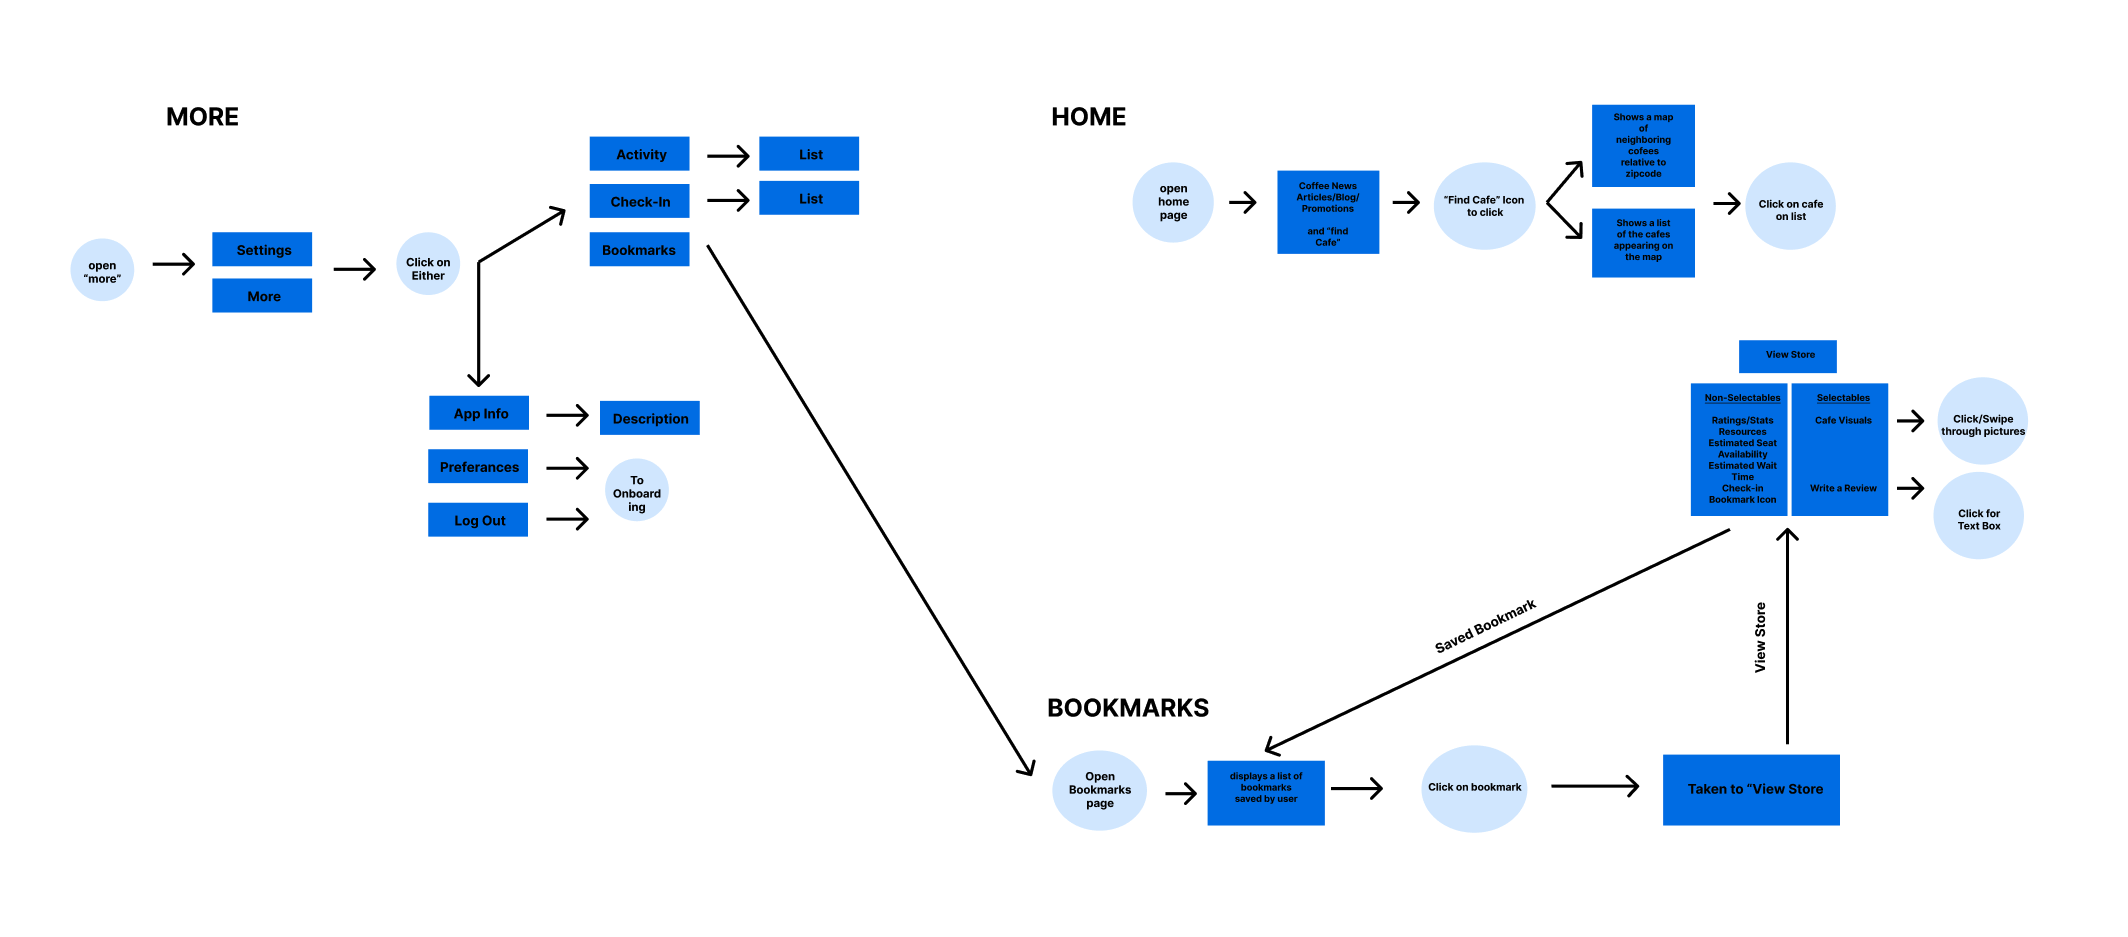 MORE
open
“more”
Settings
More
Click on
Either
Activity
List
Check-In
List
Bookmarks
App Info
Description
Preferances
To
Onboard
ing
Log Out
HOME
open
home
page
Coffee News
Articles/Blog/
Promotions
and “find
Cafe”
“Find Cafe” Icon
to click
Shows a map
of
neighboring
cofees
relative to
zipcode
Shows a list
of the cafes
appearing on
the map
Click on cafe
on list
View Store
Non-Selectables
Ratings/Stats
Resources
Estimated Seat
Availability
Estimated Wait
Time
Check-in
Bookmark Icon
Selectables
Cafe Visuals
Write a Review
Click/Swipe
through pictures
Click for
Text Box
Saved Bookmark
View Store
BOOKMARKS
Open
Bookmarks
page
displays a list of
bookmarks
saved by user
Click on bookmark
Taken to “View Store